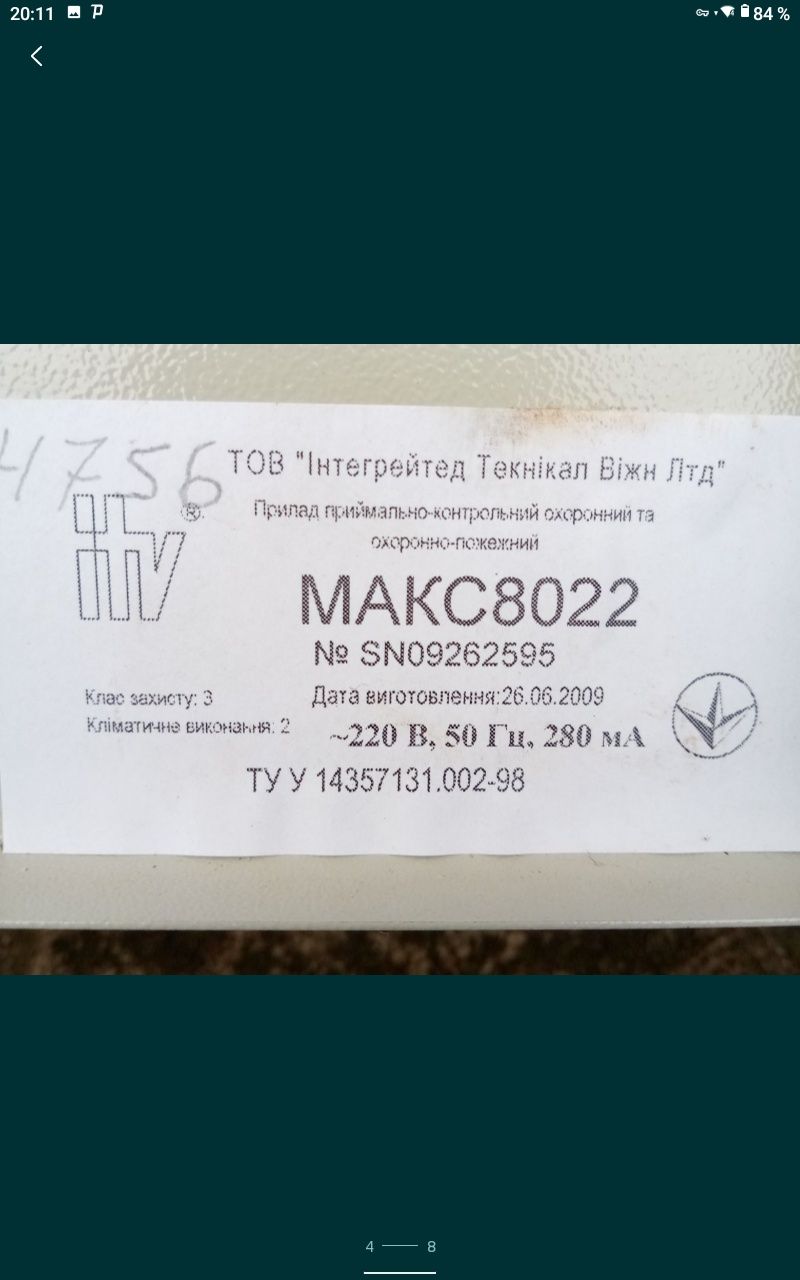 20:11
84 %
4756
ТОВ "Інтегрейтед Текнікал Віжн Лтд"
ITV ®
Прилад приймально-контрольний охоронний та
охоронно-пожежний
МАКС8022
№ SN09262595
Клас захисту: 3
Дата виготовлення:26.06.2009
Кліматичне виконання: 2
~220 В, 50 Гц, 280 мА
ТУ У 14357131.002-98
4
8